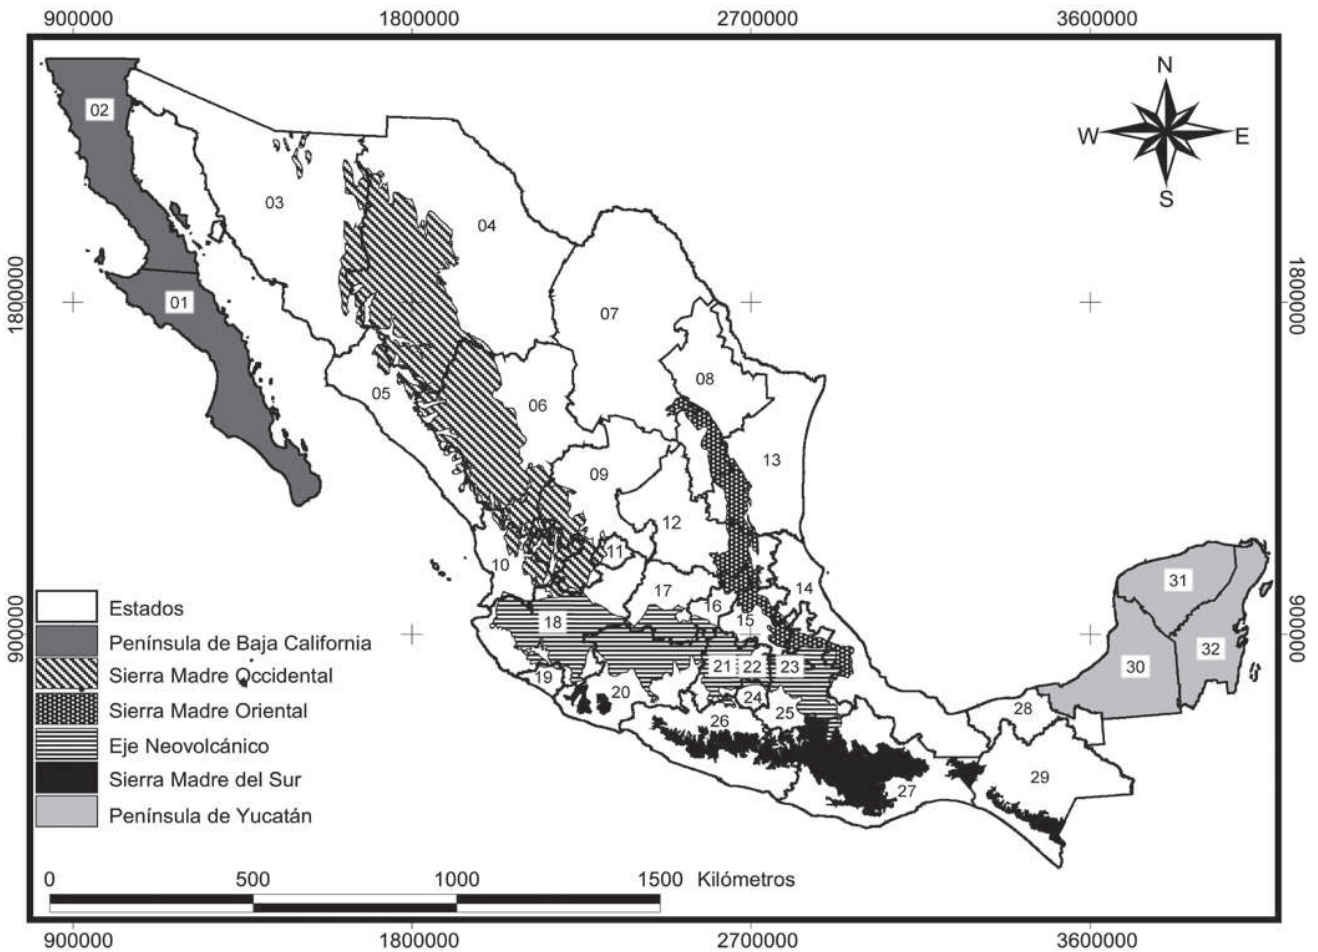 900000 1800000 2700000 3600000
N
W E
S
02
03
04
01
1800000 1800000
07
08
05
06
13
09
12
11
10
17
16
14
15
18
31
900000 900000
32
30
21 22 23
19
20
24
25
26
28
29
27
Estados
Península de Baja California
Sierra Madre Occidental
Sierra Madre Oriental
Eje Neovolcánico
Sierra Madre del Sur
Península de Yucatán
0 500 1000 1500 Kilómetros
900000 1800000 2700000 3600000